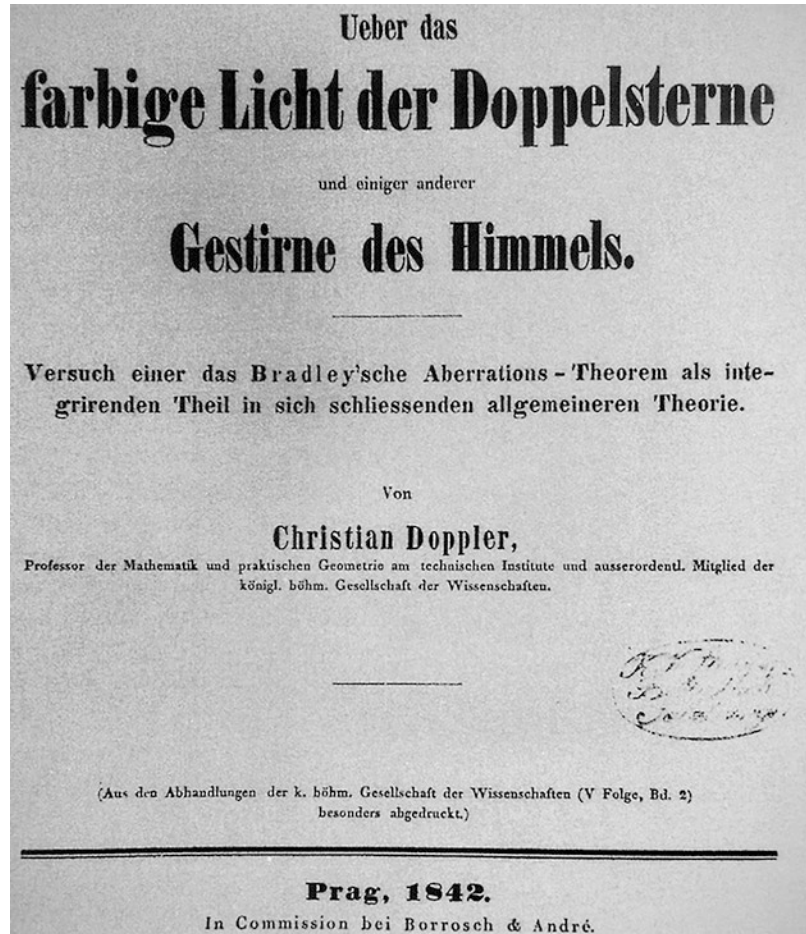 Ueber das
farbige Licht der Doppelsterne
und einiger anderer
Gestirne des Himmels.
Versuch einer das Bradley'sche Aberrations-Theorem als inte-
grirenden Theil in sich schliessenden allgemeineren Theorie.
Von
Christian Doppler,
Professor der Mathematik und praktischen Geometrie am technischen Institute und ausserordentl. Mitglied der
königl. böhm. Gesellschaft der Wissenschaften.
(Aus den Abhandlungen der k. böhm. Gesellschaft der Wissenschaften (V Folge, Bd. 2)
besonders abgedruckt.)
Prag, 1842.
In Commission bei Borrosch & André.